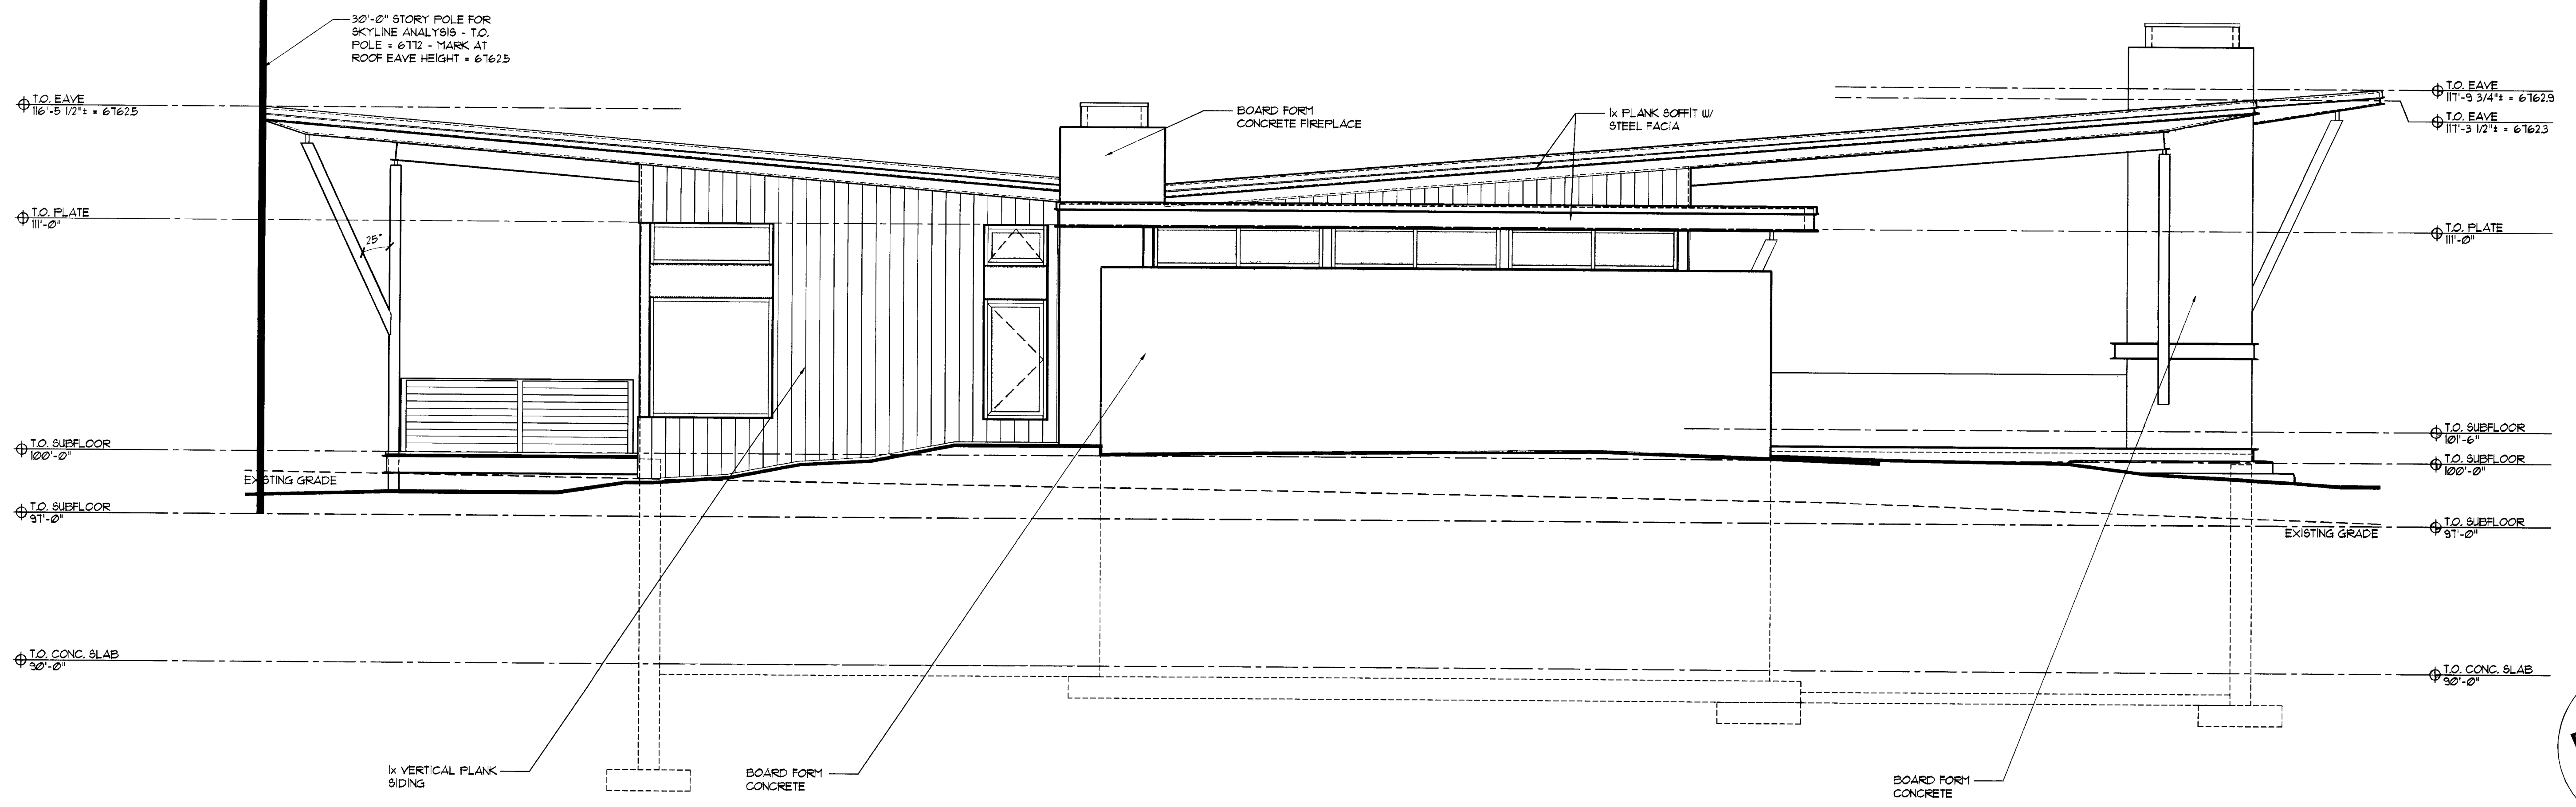 30'-0" STORY POLE FOR
SKYLINE ANALYSIS - T.O.
POLE = 6772 - MARK AT
ROOF EAVE HEIGHT = 6762.5
T.O. EAVE
116'-5 1/2"± = 6762.5
T.O. PLATE
111'-0"
25°
T.O. SUBFLOOR
100'-0"
EXISTING GRADE
T.O. SUBFLOOR
97'-0"
T.O. CONC. SLAB
90'-0"
1x VERTICAL PLANK
SIDING
BOARD FORM
CONCRETE
BOARD FORM
CONCRETE FIREPLACE
1x PLANK SOFFIT W/
STEEL FACIA
BOARD FORM
CONCRETE
T.O. EAVE
117'-9 3/4"± = 6762.9
T.O. EAVE
117'-3 1/2"± = 6762.3
T.O. PLATE
111'-0"
T.O. SUBFLOOR
101'-6"
T.O. SUBFLOOR
100'-0"
T.O. SUBFLOOR
97'-0"
EXISTING GRADE
T.O. CONC. SLAB
90'-0"